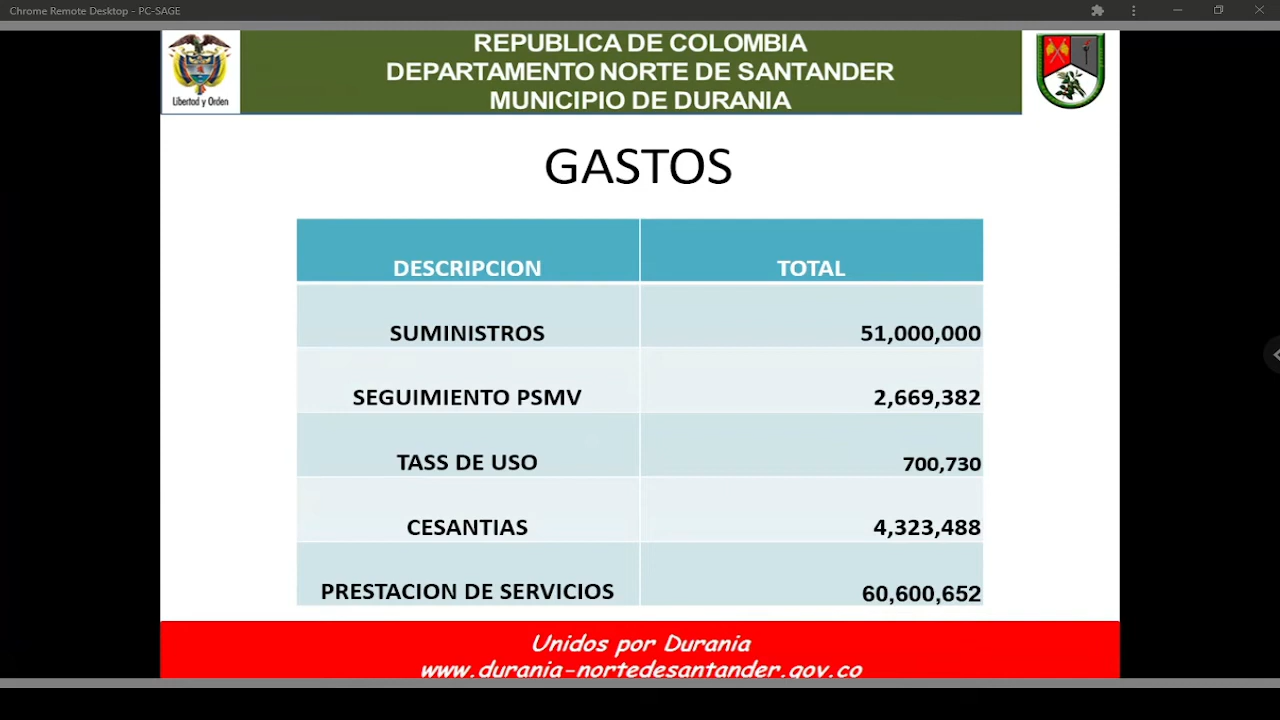 Chrome Remote Desktop - PC-SAGE
REPUBLICA DE COLOMBIA
DEPARTAMENTO NORTE DE SANTANDER
MUNICIPIO DE DURANIA
Libertad y Orden
GASTOS
DESCRIPCION TOTAL
SUMINISTROS 51,000,000
SEGUIMIENTO PSMV 2,669,382
TASS DE USO 700,730
CESANTIAS 4,323,488
PRESTACION DE SERVICIOS 60,600,652
Unidos por Durania
www.durania-nortedesantander.gov.co